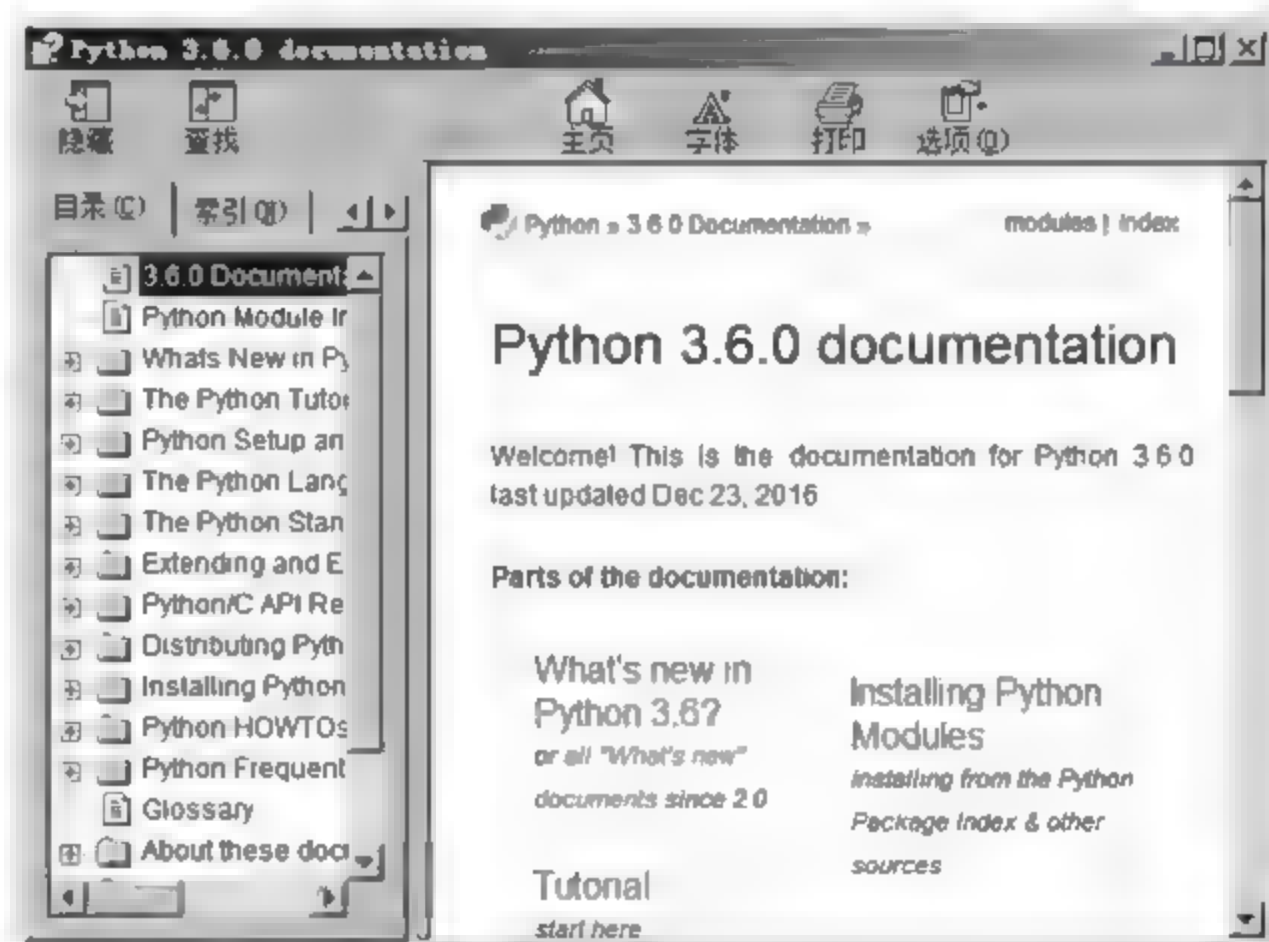 Python 3.6.0 documentation
隐藏 查找 主页 字体 打印 选项(O)
目录(C) 索引(N)
3.6.0 Document
Python Module Ir
Whats New in Py
The Python Tuto
Python Setup an
The Python Lang
The Python Stan
Extending and E
Python/C API Re
Distributing Pyth
Installing Python
Python HOWTOs
Python Frequent
Glossary
About these doc
Python » 3.6.0 Documentation » modules | index
Python 3.6.0 documentation
Welcome! This is the documentation for Python 3.6.0
last updated Dec 23, 2016
Parts of the documentation:
What's new in
Python 3.6?
or all "What's new"
documents since 2.0
Tutorial
start here
Installing Python
Modules
installing from the Python
Package Index & other
sources